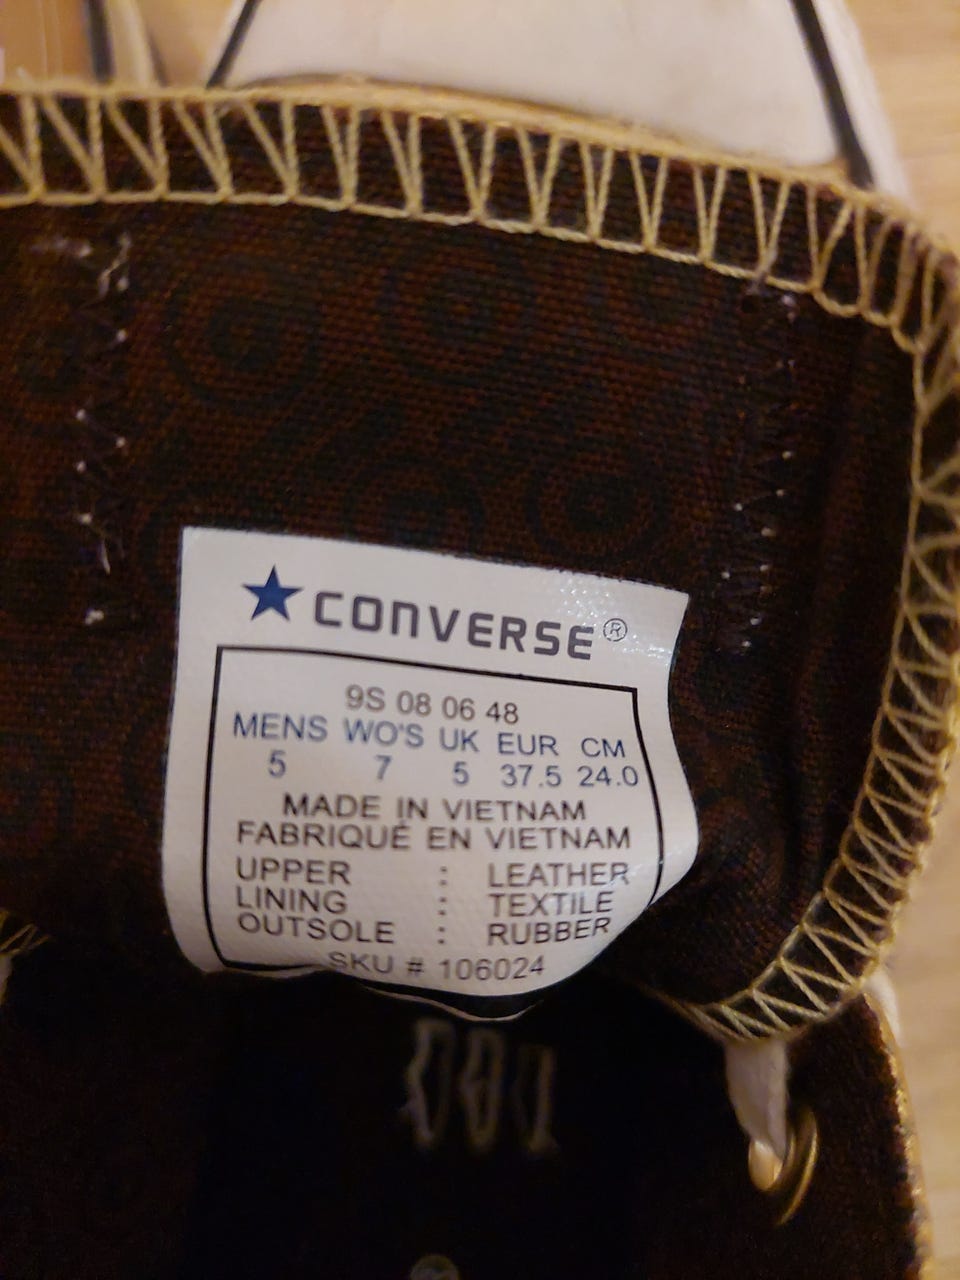 ★CONVERSE®
9S 08 06 48
MENS WO'S UK EUR CM
5 7 5 37.5 24.0
MADE IN VIETNAM
FABRIQUÉ EN VIETNAM
UPPER : LEATHER
LINING : TEXTILE
OUTSOLE : RUBBER
SKU # 106024